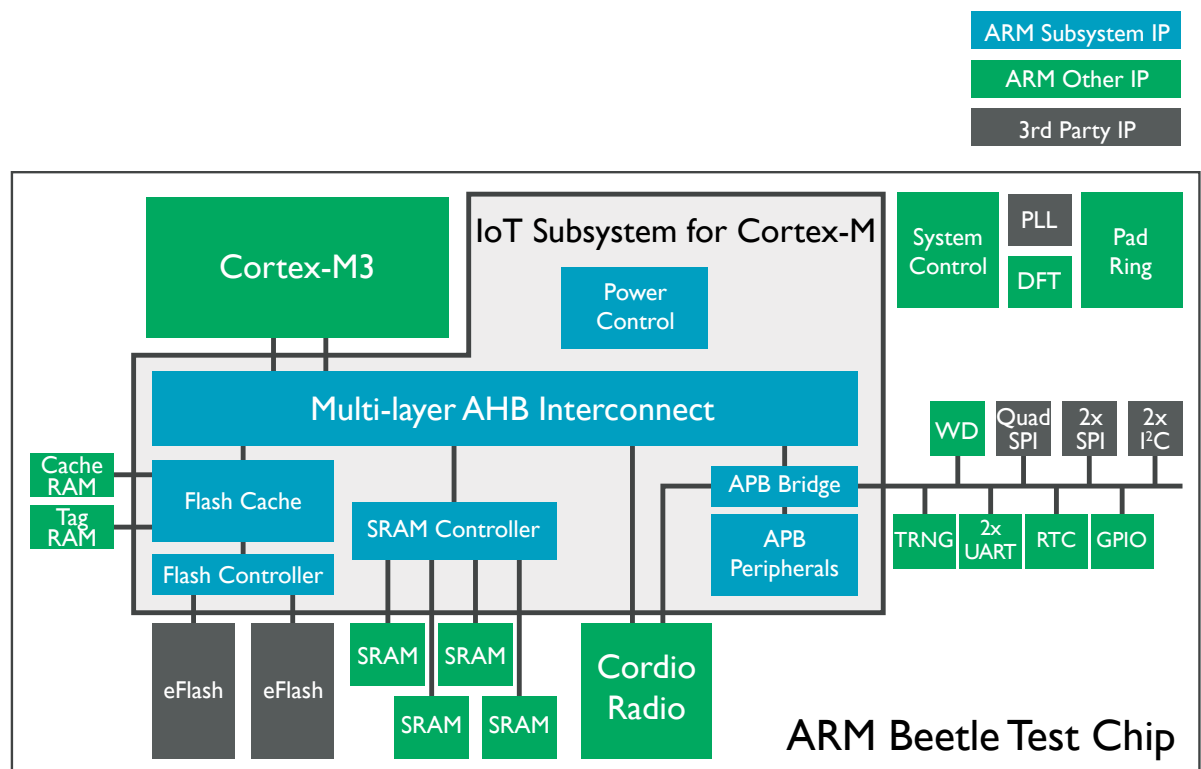 ARM Subsystem IP
ARM Other IP
3rd Party IP
Cortex-M3
IoT Subsystem for Cortex-M
Power
Control
System
Control
PLL
DFT
Pad
Ring
Multi-layer AHB Interconnect
Cache
RAM
Tag
RAM
Flash Cache
Flash Controller
SRAM Controller
APB Bridge
APB
Peripherals
WD
Quad
SPI
2x
SPI
2x
I²C
TRNG
2x
UART
RTC
GPIO
eFlash
eFlash
SRAM
SRAM
SRAM
SRAM
Cordio
Radio
ARM Beetle Test Chip